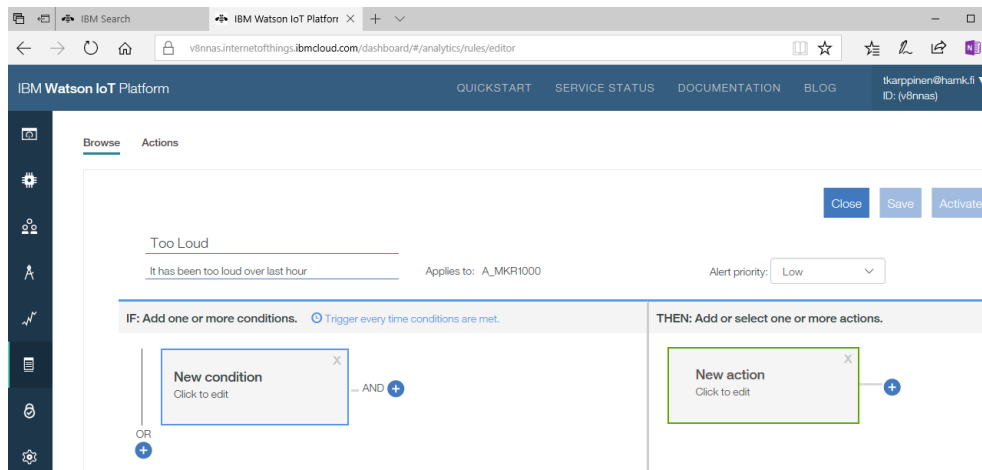 IBM Search
IBM Watson IoT Platforr
v8nnas.internetofthings.ibmcloud.com/dashboard/#/analytics/rules/editor
IBM Watson IoT Platform
QUICKSTART SERVICE STATUS DOCUMENTATION BLOG
tkarppinen@hamk.fi
ID: (v8nnas)
Browse Actions
Close Save Activate
Too Loud
It has been too loud over last hour
Applies to: A_MKR1000
Alert priority: Low
IF: Add one or more conditions. Trigger every time conditions are met.
THEN: Add or select one or more actions.
New condition X
Click to edit
AND
New action X
Click to edit
OR